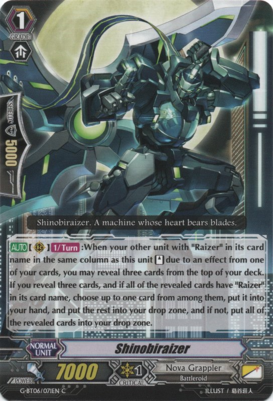 1
5000
Shinobiraizer. A machine whose heart bears blades.
AUTO 1/Turn :When your other unit with "Raizer" in its card
name in the same column as this unit due to an effect from one
of your cards, you may reveal three cards from the top of your deck.
If you reveal three cards, and if all of the revealed cards have "Raizer"
in its card name, choose up to one card from among them, put it into
your hand, and put the rest into your drop zone, and if not, put all of
the revealed cards into your drop zone.
NORMAL
UNIT
Shinobiraizer
7000
1
CRITICAL
Nova Grappler
Battleroid
G-BT06/071EN C
ILLUST